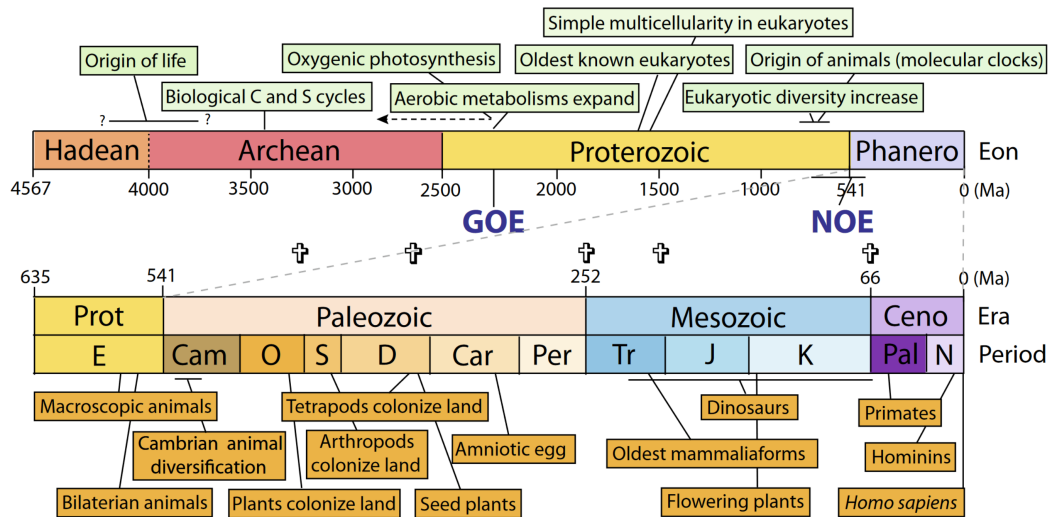 Simple multicellularity in eukaryotes
Origin of life
Oxygenic photosynthesis
Oldest known eukaryotes
Origin of animals (molecular clocks)
Biological C and S cycles
Aerobic metabolisms expand
Eukaryotic diversity increase
? ?
Hadean Archean Proterozoic Phanero Eon
4567 4000 3500 3000 2500 2000 1500 1000 541 0 (Ma)
GOE NOE
635 541 252 66 0 (Ma)
Prot Paleozoic Mesozoic Ceno Era
E Cam O S D Car Per Tr J K Pal N Period
Macroscopic animals
Tetrapods colonize land
Dinosaurs
Primates
Cambrian animal
diversification
Arthropods
colonize land
Amniotic egg
Oldest mammaliaforms
Hominins
Bilaterian animals
Plants colonize land
Seed plants
Flowering plants
Homo sapiens